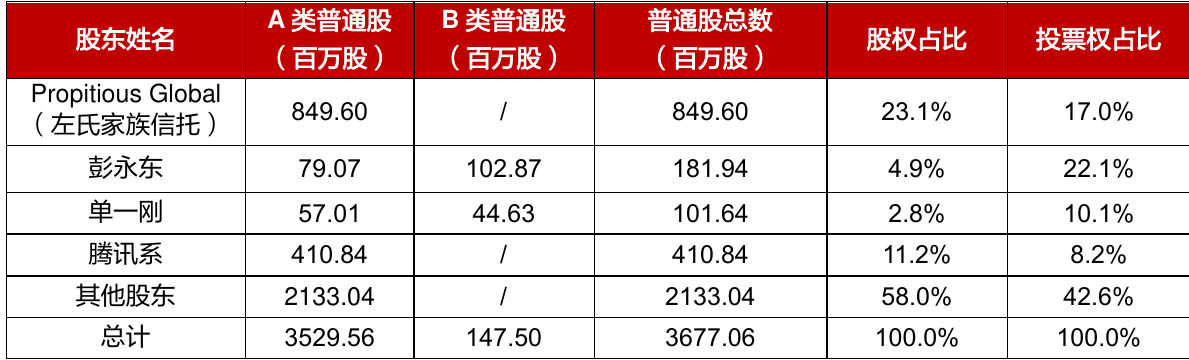 股东姓名 A 类普通股（百万股） B 类普通股（百万股） 普通股总数（百万股） 股权占比 投票权占比
Propitious Global（左氏家族信托） 849.60 / 849.60 23.1% 17.0%
彭永东 79.07 102.87 181.94 4.9% 22.1%
单一刚 57.01 44.63 101.64 2.8% 10.1%
腾讯系 410.84 / 410.84 11.2% 8.2%
其他股东 2133.04 / 2133.04 58.0% 42.6%
总计 3529.56 147.50 3677.06 100.0% 100.0%